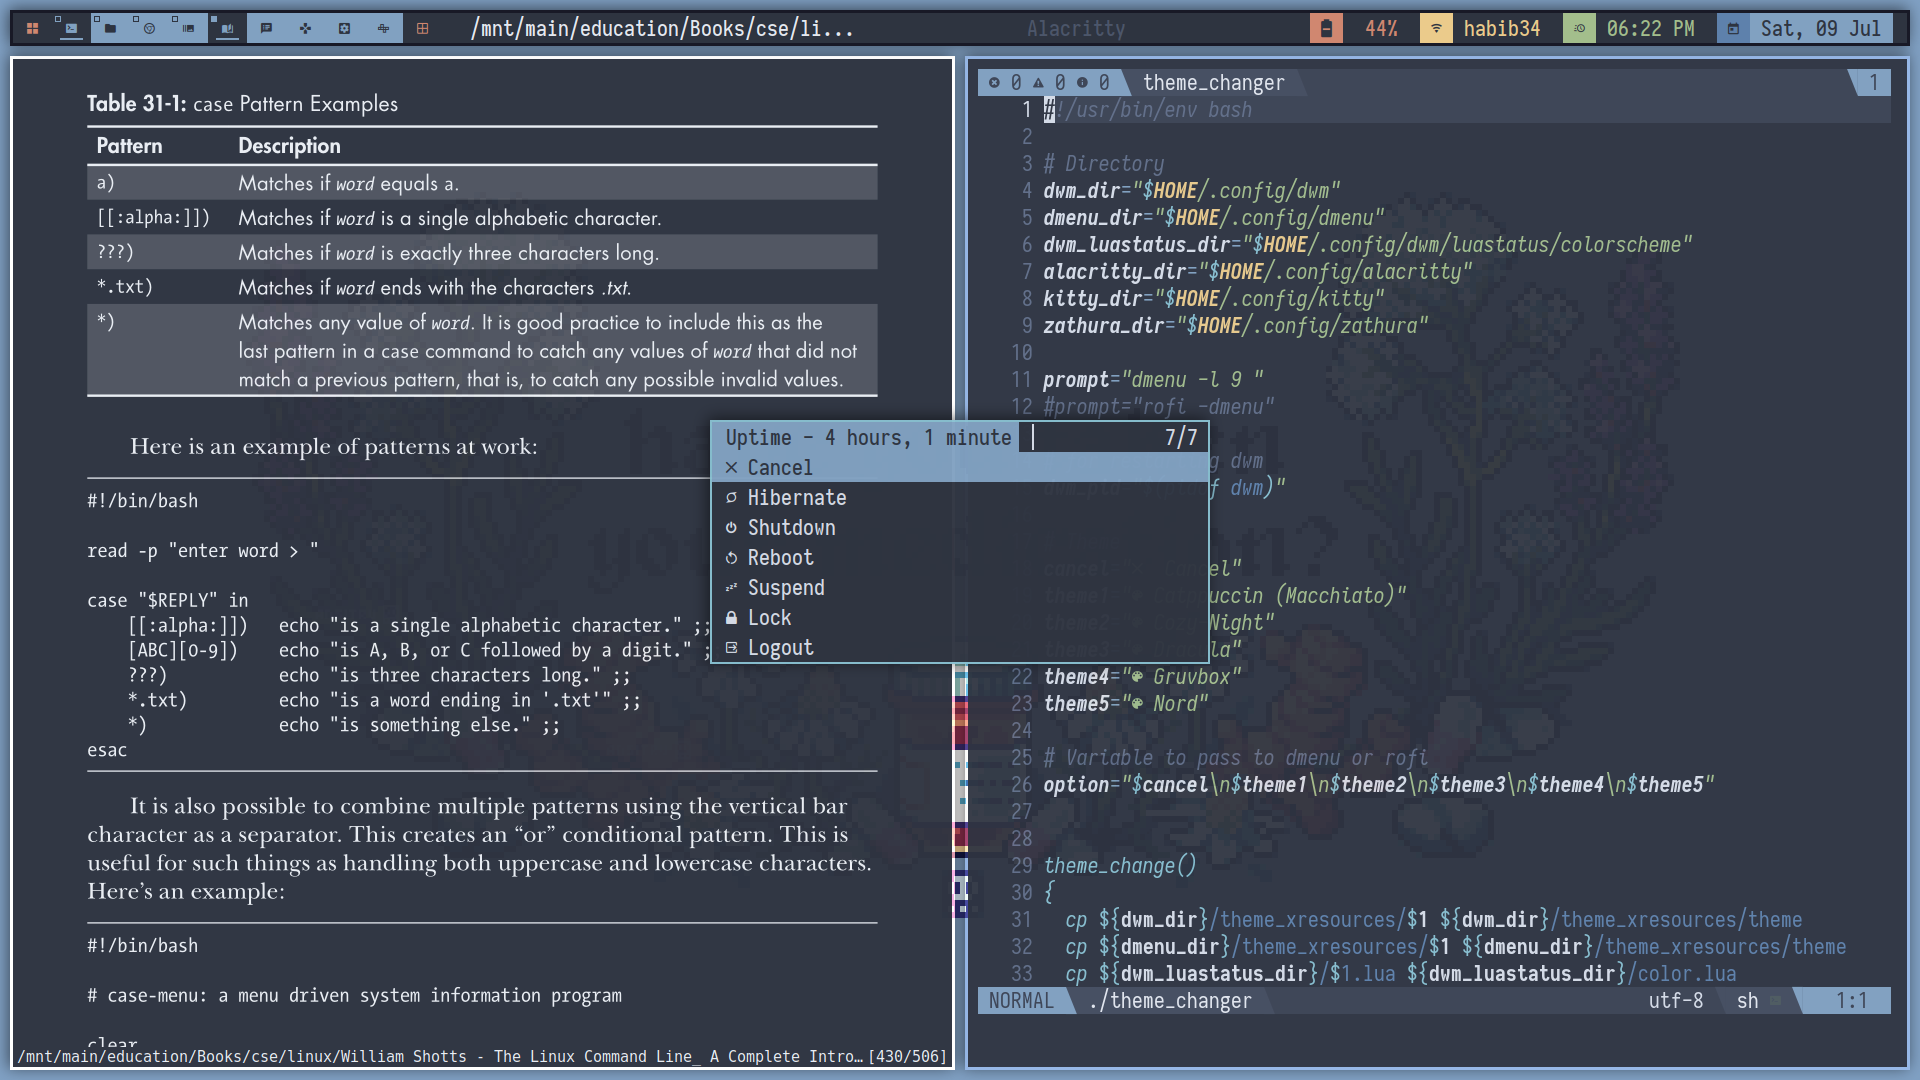 /mnt/main/education/Books/cse/li...
Alacritty
44%
habib34
06:22 PM
Sat, 09 Jul
Table 31-1: case Pattern Examples
Pattern Description
a) Matches if word equals a.
[[:alpha:]]) Matches if word is a single alphabetic character.
???) Matches if word is exactly three characters long.
*.txt) Matches if word ends with the characters .txt.
*) Matches any value of word. It is good practice to include this as the
last pattern in a case command to catch any values of word that did not
match a previous pattern, that is, to catch any possible invalid values.
Here is an example of patterns at work:
#!/bin/bash
read -p "enter word > "
case "$REPLY" in
[[:alpha:]]) echo "is a single alphabetic character." ;;
[ABC][0-9]) echo "is A, B, or C followed by a digit." ;
???) echo "is three characters long." ;;
*.txt) echo "is a word ending in '.txt'" ;;
*) echo "is something else." ;;
esac
It is also possible to combine multiple patterns using the vertical bar
character as a separator. This creates an “or” conditional pattern. This is
useful for such things as handling both uppercase and lowercase characters.
Here’s an example:
#!/bin/bash
# case-menu: a menu driven system information program
clear
/mnt/main/education/Books/cse/linux/William Shotts - The Linux Command Line_ A Complete Intro… [430/506]
Uptime - 4 hours, 1 minute 7/7
Cancel
Hibernate
Shutdown
Reboot
Suspend
Lock
Logout
0 0 0 theme_changer 1
1 #!/usr/bin/env bash
2
3 # Directory
4 dwm_dir="$HOME/.config/dwm"
5 dmenu_dir="$HOME/.config/dmenu"
6 dwm_luastatus_dir="$HOME/.config/dwm/luastatus/colorscheme"
7 alacritty_dir="$HOME/.config/alacritty"
8 kitty_dir="$HOME/.config/kitty"
9 zathura_dir="$HOME/.config/zathura"
10
11 prompt="dmenu -l 9 "
12 #prompt="rofi -dmenu"
g dwm
f dwm)"
el"
uccin (Macchiato)"
Night"
la"
22 theme4=" Gruvbox"
23 theme5=" Nord"
24
25 # Variable to pass to dmenu or rofi
26 option="$cancel\n$theme1\n$theme2\n$theme3\n$theme4\n$theme5"
27
28
29 theme_change()
30 {
31 cp ${dwm_dir}/theme_xresources/$1 ${dwm_dir}/theme_xresources/theme
32 cp ${dmenu_dir}/theme_xresources/$1 ${dmenu_dir}/theme_xresources/theme
33 cp ${dwm_luastatus_dir}/$1.lua ${dwm_luastatus_dir}/color.lua
NORMAL ./theme_changer utf-8 sh 1:1